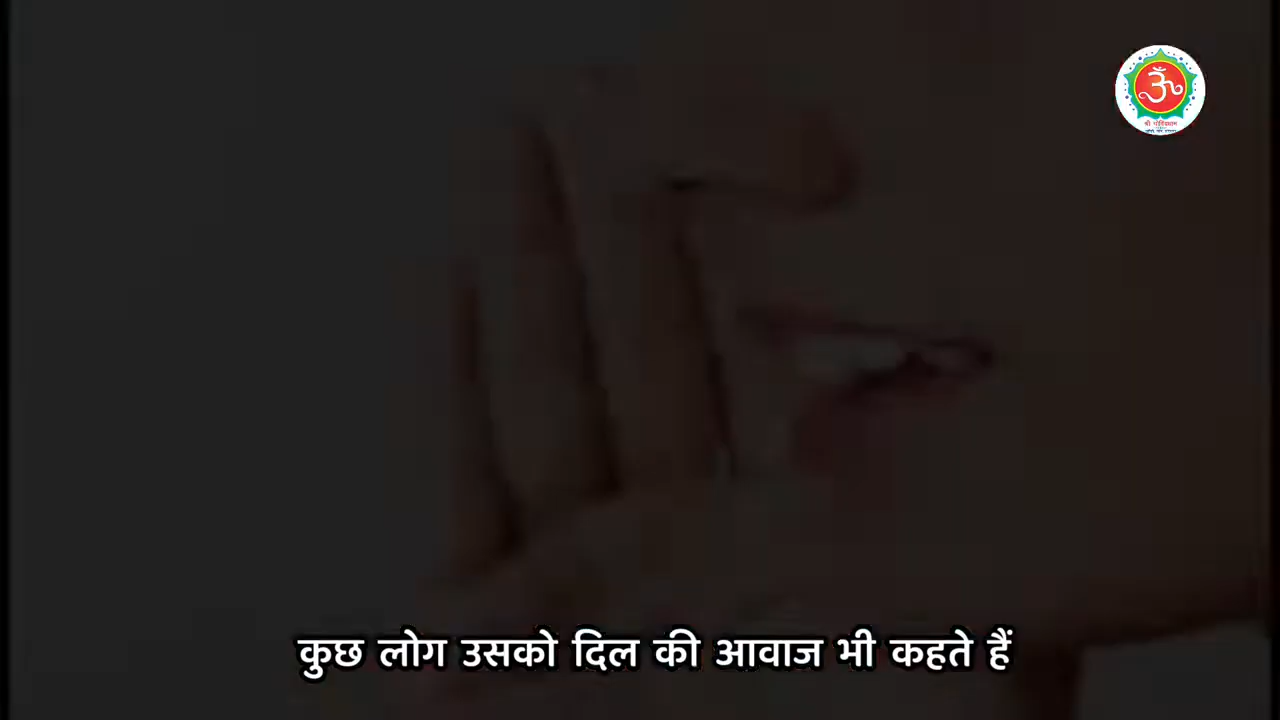 ॐ
कुछ लोग उसको दिल की आवाज भी कहते हैं